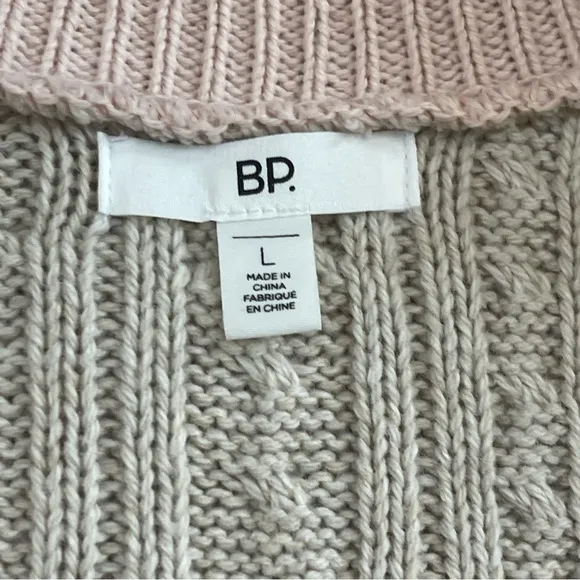 BP.
L
MADE IN
CHINA
FABRIQUÉ
EN CHINE